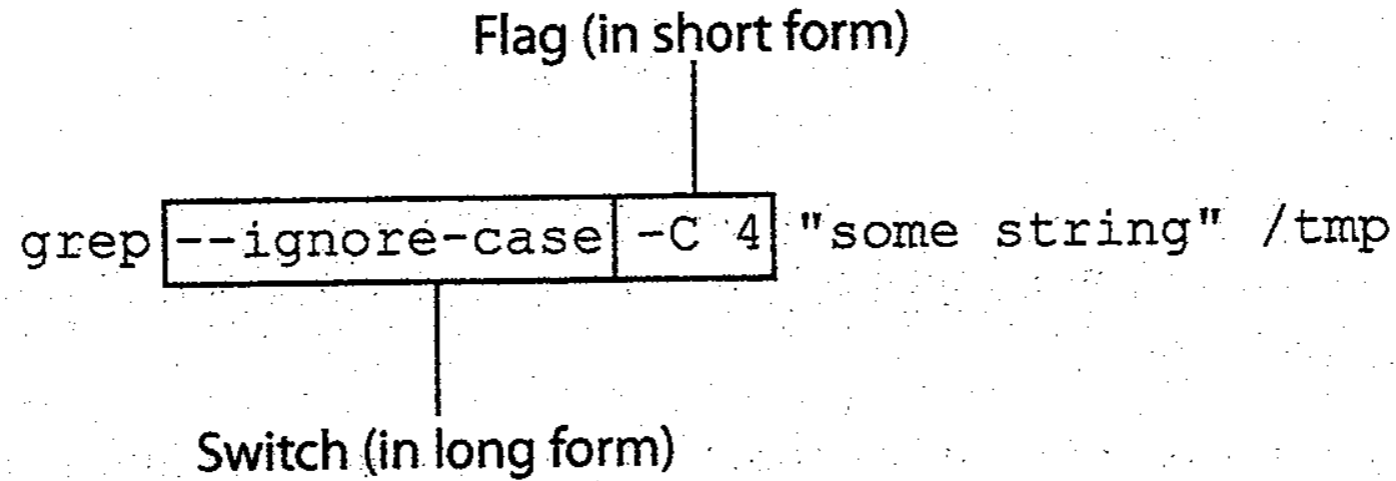 Flag (in short form)
grep --ignore-case -C 4 "some string" /tmp
Switch (in long form)